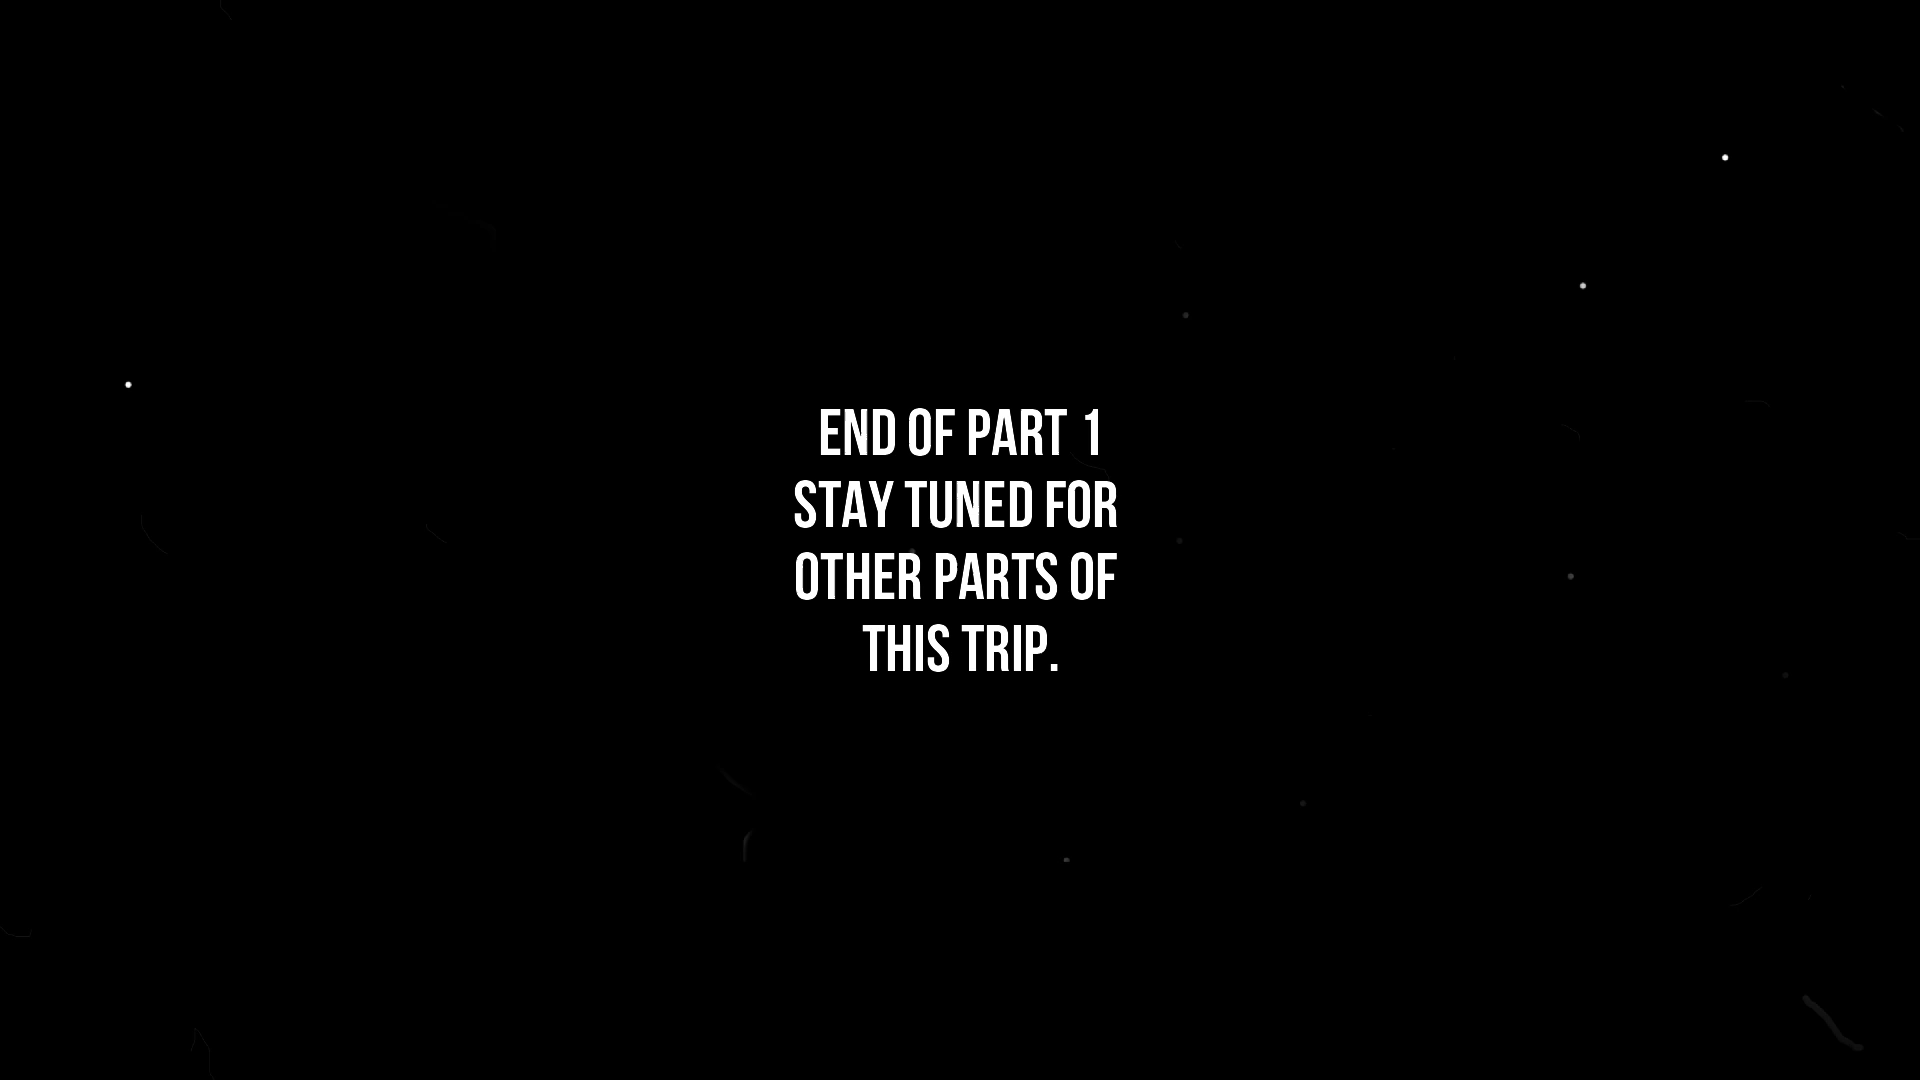 END OF PART 1
STAY TUNED FOR
OTHER PARTS OF
THIS TRIP.